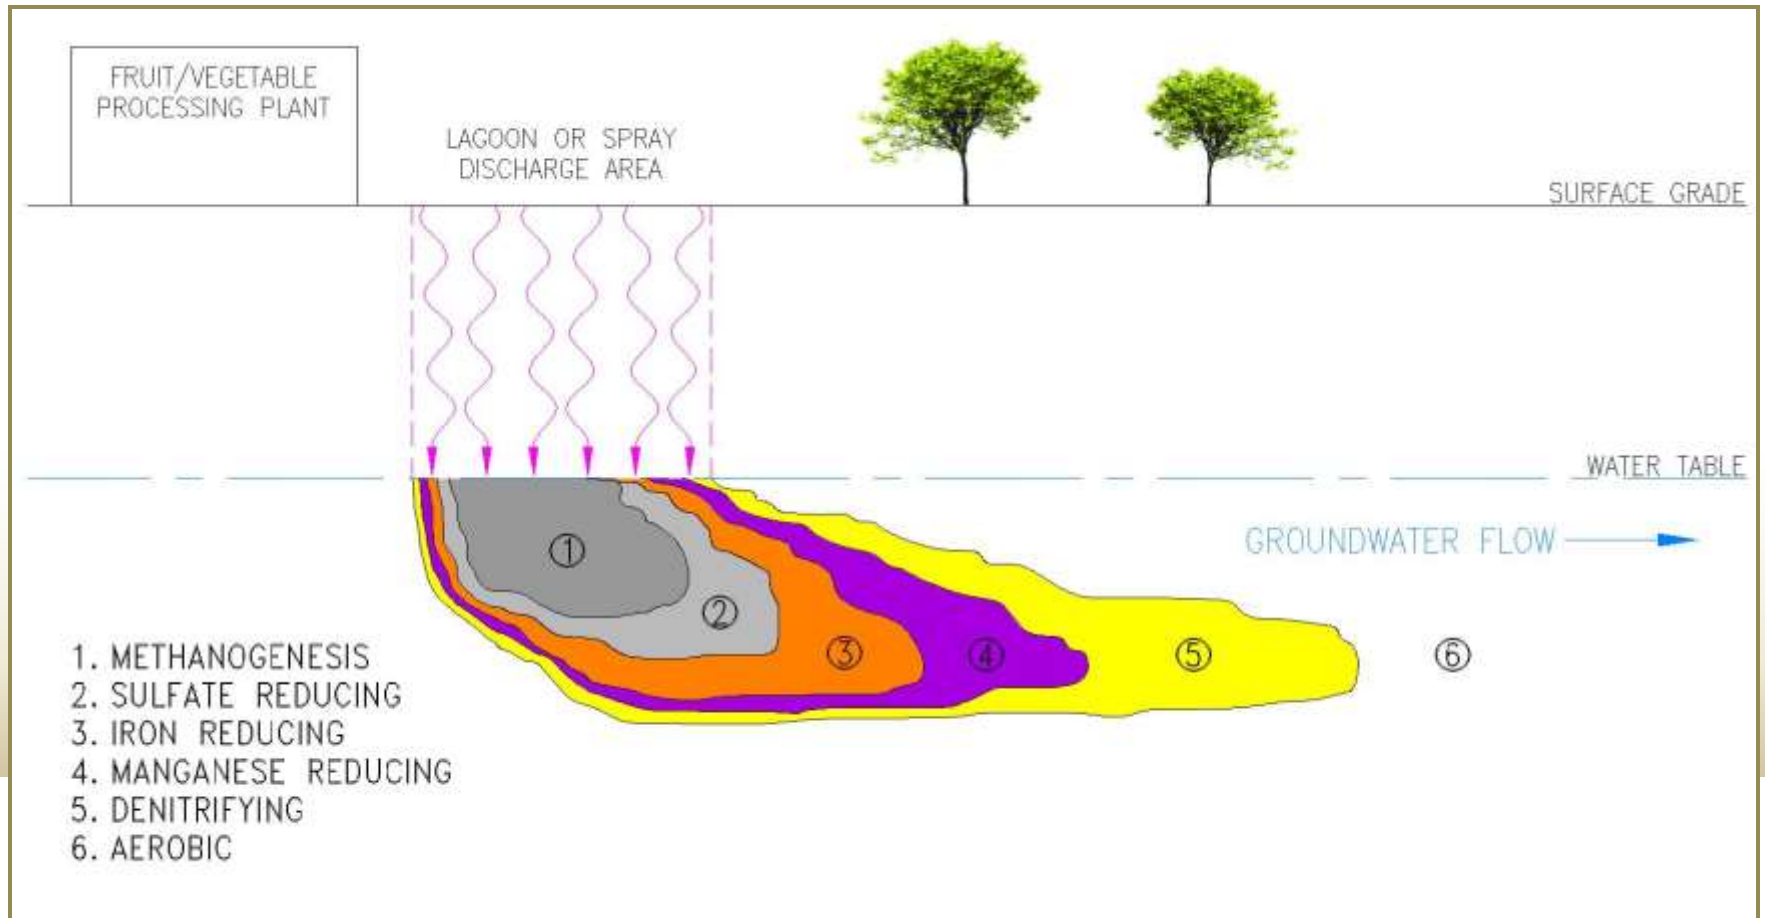 FRUIT/VEGETABLE
PROCESSING PLANT
LAGOON OR SPRAY
DISCHARGE AREA
SURFACE GRADE
WATER TABLE
GROUNDWATER FLOW
1
2
3
4
5
6
1. METHANOGENESIS
2. SULFATE REDUCING
3. IRON REDUCING
4. MANGANESE REDUCING
5. DENITRIFYING
6. AEROBIC